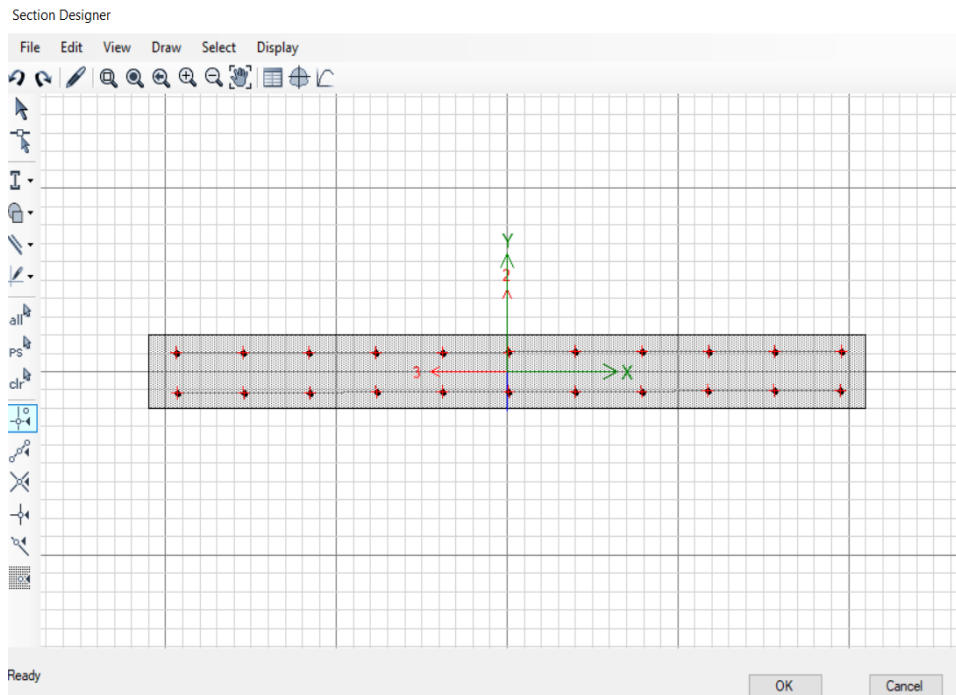 Section Designer
File Edit View Draw Select Display
all
PS
clr
Y
2
3
X
Ready
OK Cancel